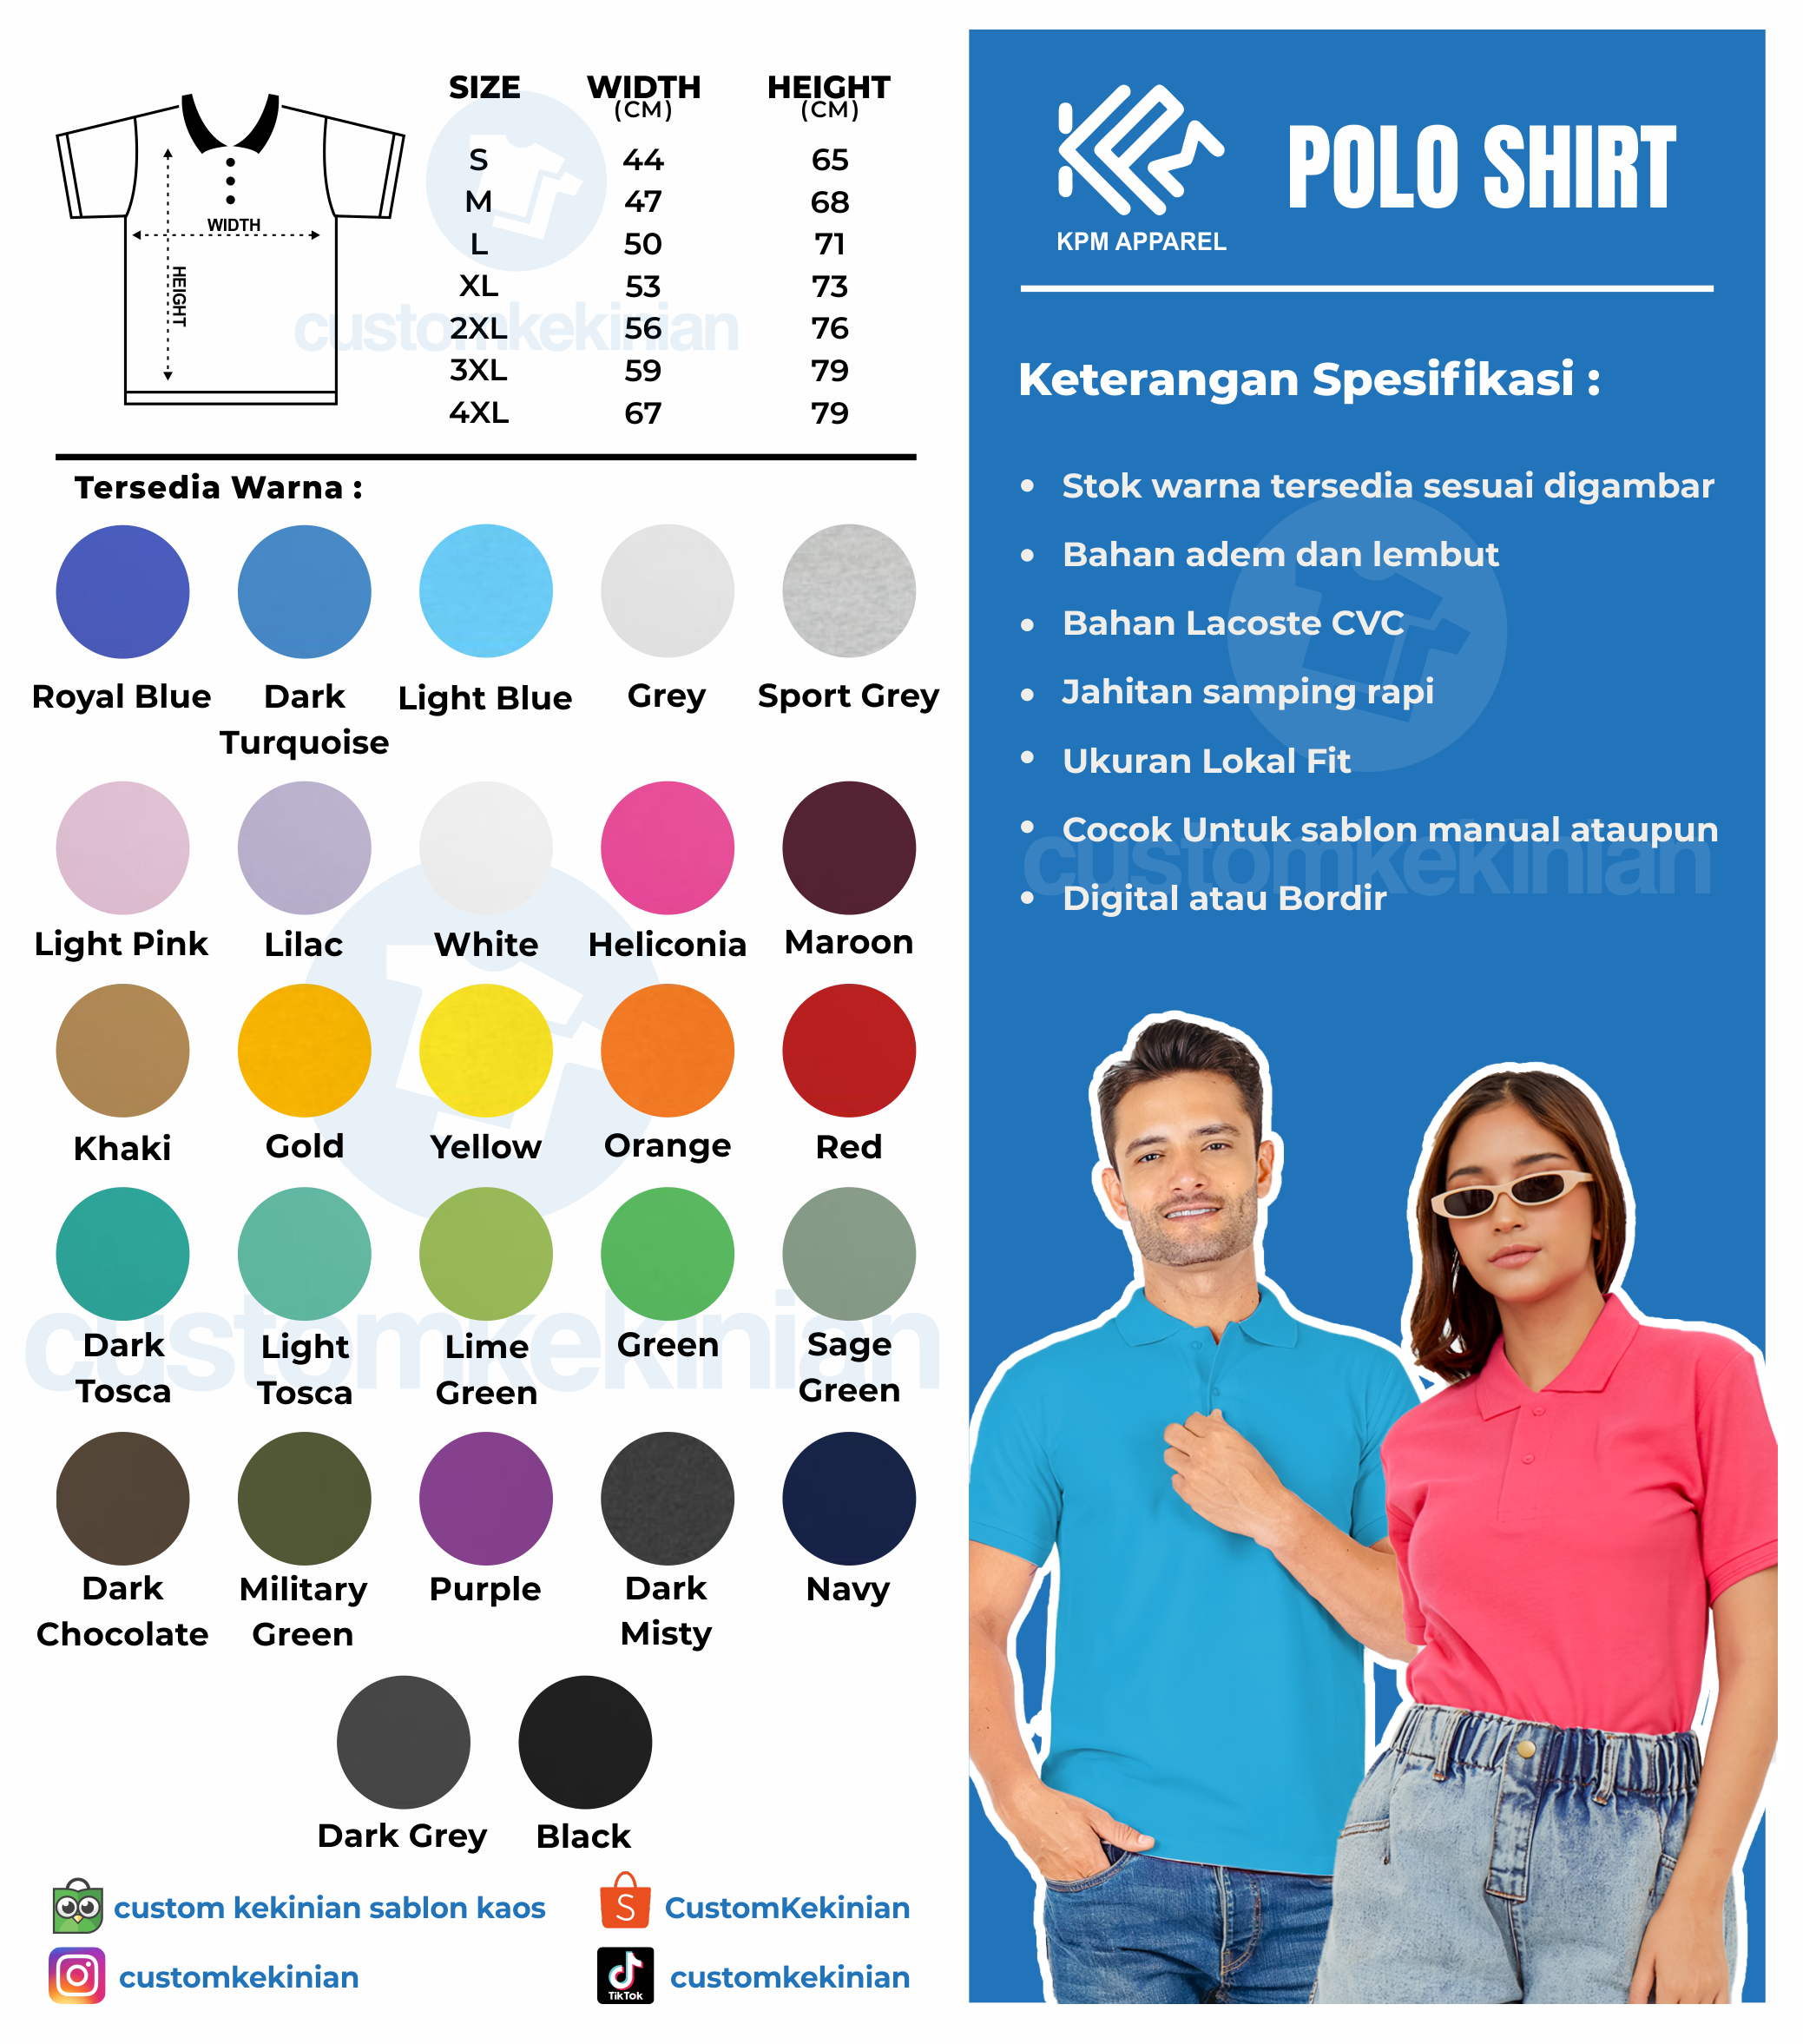 SIZE WIDTH HEIGHT
(CM) (CM)
S 44 65
M 47 68
L 50 71
XL 53 73
2XL 56 76
3XL 59 79
4XL 67 79
WIDTH
HEIGHT
customkekinian
Tersedia Warna :
Royal Blue
Dark
Turquoise
Light Blue
Grey
Sport Grey
Light Pink
Lilac
White
Heliconia
Maroon
Khaki
Gold
Yellow
Orange
Red
Dark
Tosca
Light
Tosca
Lime
Green
Green
Sage
Green
customkekinian
Dark
Chocolate
Military
Green
Purple
Dark
Misty
Navy
Dark Grey
Black
custom kekinian sablon kaos
S CustomKekinian
customkekinian
TikTok customkekinian
KPM APPAREL
POLO SHIRT
Keterangan Spesifikasi :
• Stok warna tersedia sesuai digambar
• Bahan adem dan lembut
• Bahan Lacoste CVC
• Jahitan samping rapi
• Ukuran Lokal Fit
• Cocok Untuk sablon manual ataupun
• Digital atau Bordir
customkekinian